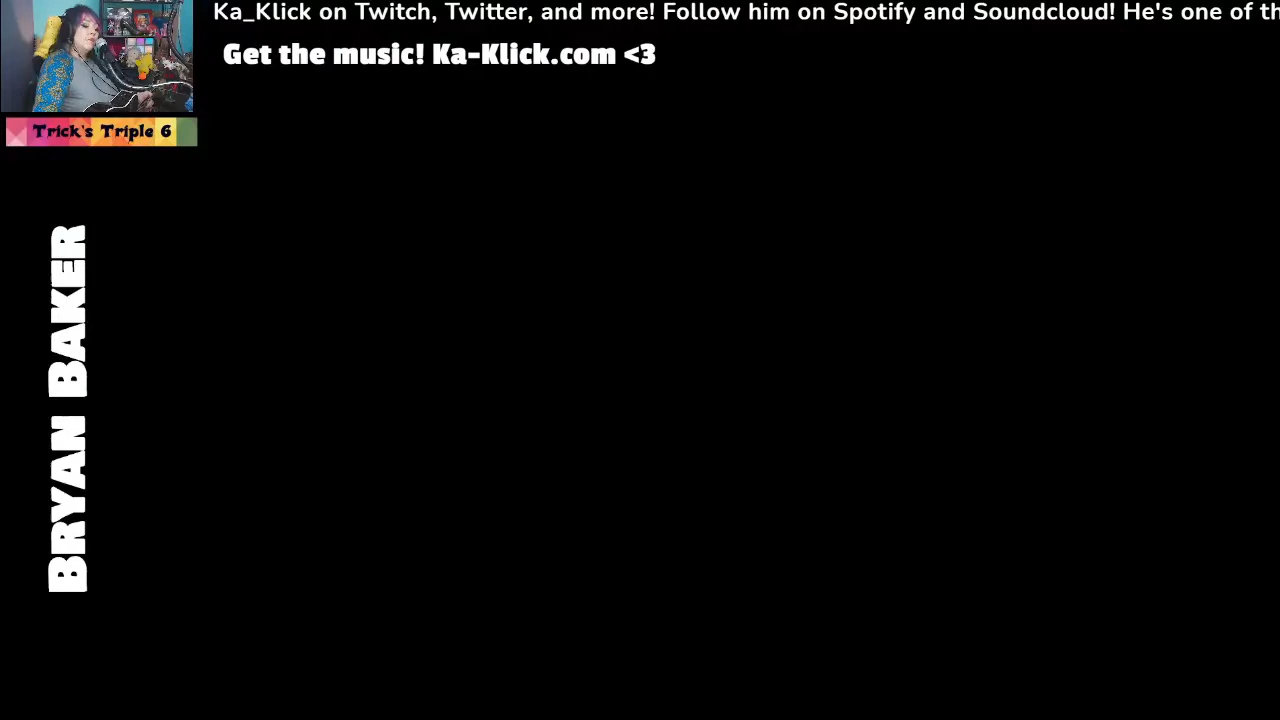 Ka_Klick on Twitch, Twitter, and more! Follow him on Spotify and Soundcloud! He's one of th
Get the music! Ka-Klick.com <3
Trick's Triple 6
BRYAN BAKER